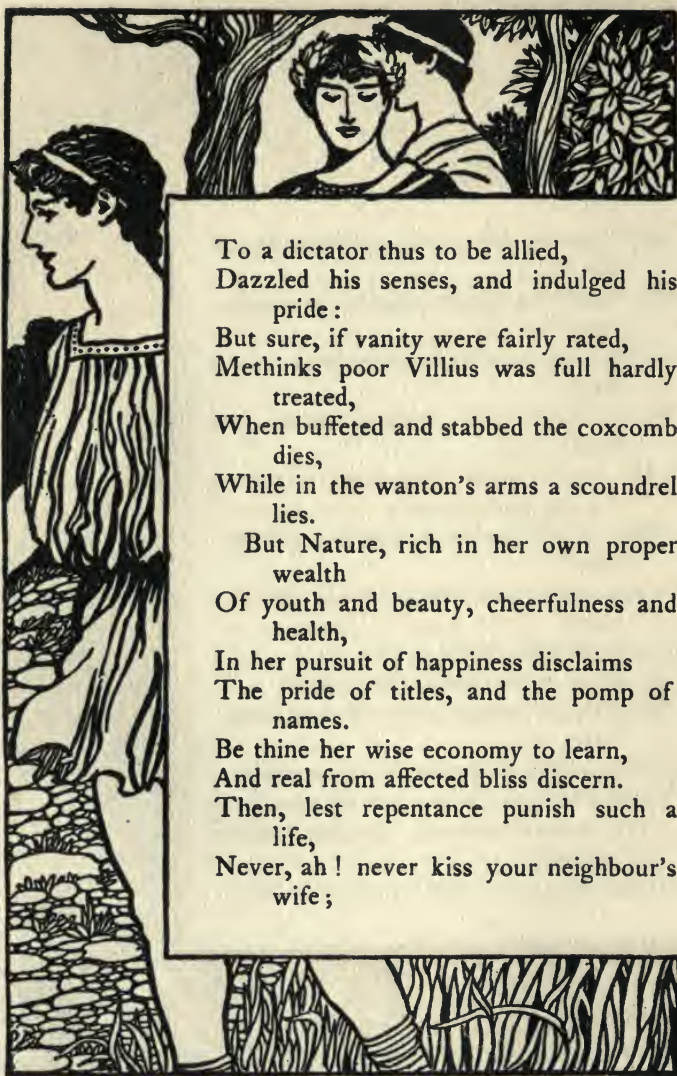 To a dictator thus to be allied,
Dazzled his senses, and indulged his
pride :
But sure, if vanity were fairly rated,
Methinks poor Villius was full hardly
treated,
When buffeted and stabbed the coxcomb
dies,
While in the wanton's arms a scoundrel
lies.
But Nature, rich in her own proper
wealth
Of youth and beauty, cheerfulness and
health,
In her pursuit of happiness disclaims
The pride of titles, and the pomp of
names.
Be thine her wise economy to learn,
And real from affected bliss discern.
Then, lest repentance punish such a
life,
Never, ah ! never kiss your neighbour's
wife ;